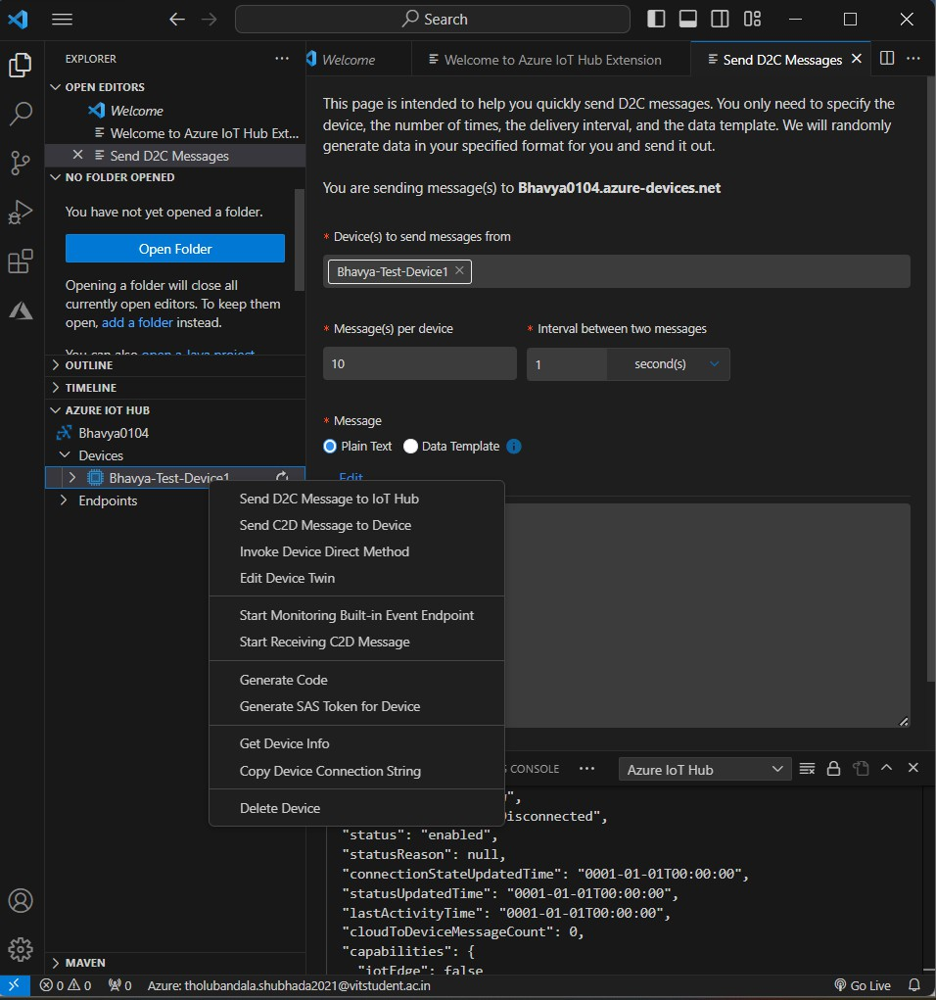 Search
EXPLORER
OPEN EDITORS
Welcome
Welcome to Azure IoT Hub Ext...
Send D2C Messages
NO FOLDER OPENED
You have not yet opened a folder.
Open Folder
Opening a folder will close all
currently open editors. To keep them
open, add a folder instead.
You can also open a Java project
OUTLINE
TIMELINE
AZURE IOT HUB
Bhavya0104
Devices
Bhavya-Test-Device1
Endpoints
MAVEN
Welcome
Welcome to Azure IoT Hub Extension
Send D2C Messages
This page is intended to help you quickly send D2C messages. You only need to specify the
device, the number of times, the delivery interval, and the data template. We will randomly
generate data in your specified format for you and send it out.
You are sending message(s) to Bhavya0104.azure-devices.net
* Device(s) to send messages from
Bhavya-Test-Device1
* Message(s) per device
10
* Interval between two messages
1 second(s)
* Message
Plain Text Data Template
Edit
Send D2C Message to IoT Hub
Send C2D Message to Device
Invoke Device Direct Method
Edit Device Twin
Start Monitoring Built-in Event Endpoint
Start Receiving C2D Message
Generate Code
Generate SAS Token for Device
Get Device Info
Copy Device Connection String
Delete Device
CONSOLE ... Azure IoT Hub
",
isconnected",
"status": "enabled",
"statusReason": null,
"connectionStateUpdatedTime": "0001-01-01T00:00:00",
"statusUpdatedTime": "0001-01-01T00:00:00",
"lastActivityTime": "0001-01-01T00:00:00",
"cloudToDeviceMessageCount": 0,
"capabilities": {
"iotEdge": false
0 0 0 Azure: tholubandala.shubhada2021@vitstudent.ac.in Go Live